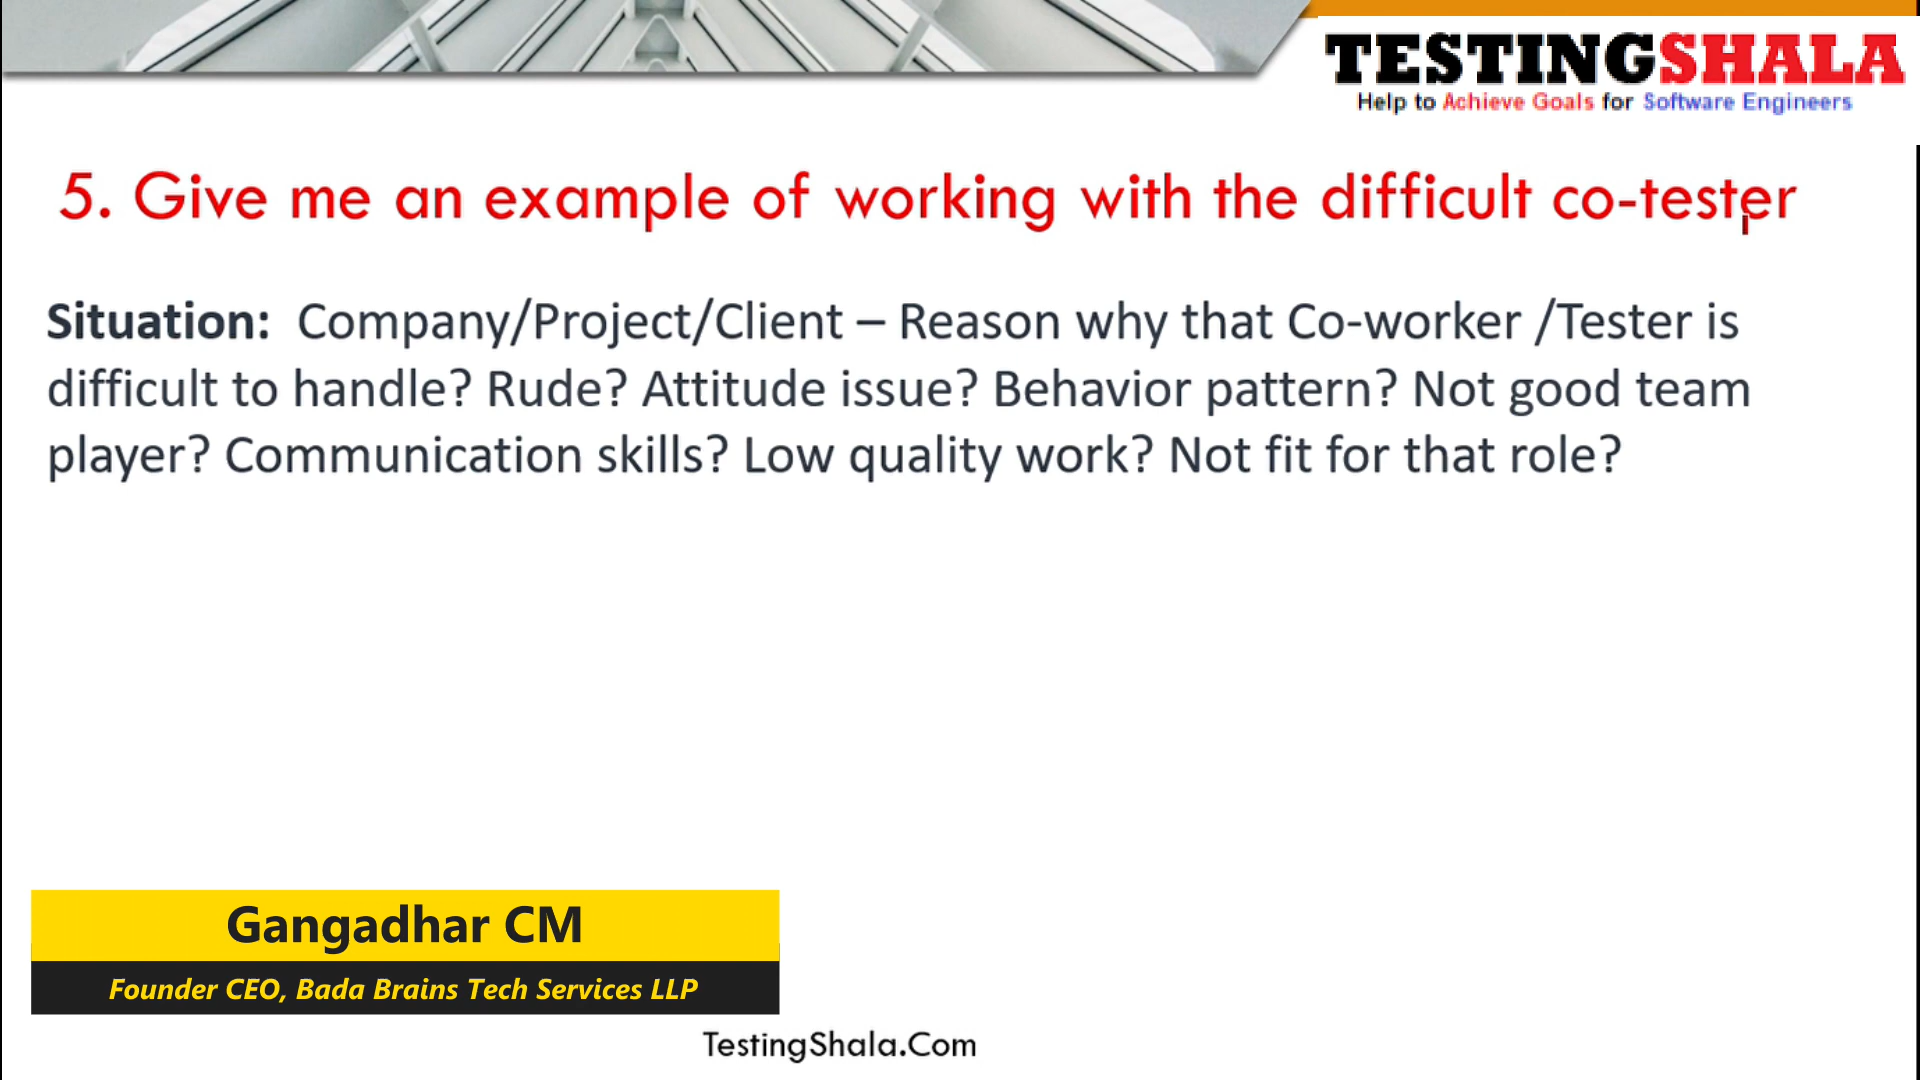 TESTINGSHALA
Help to Achieve Goals for Software Engineers
5. Give me an example of working with the difficult co-tester
Situation: Company/Project/Client – Reason why that Co-worker /Tester is
difficult to handle? Rude? Attitude issue? Behavior pattern? Not good team
player? Communication skills? Low quality work? Not fit for that role?
Gangadhar CM
Founder CEO, Bada Brains Tech Services LLP
TestingShala.Com